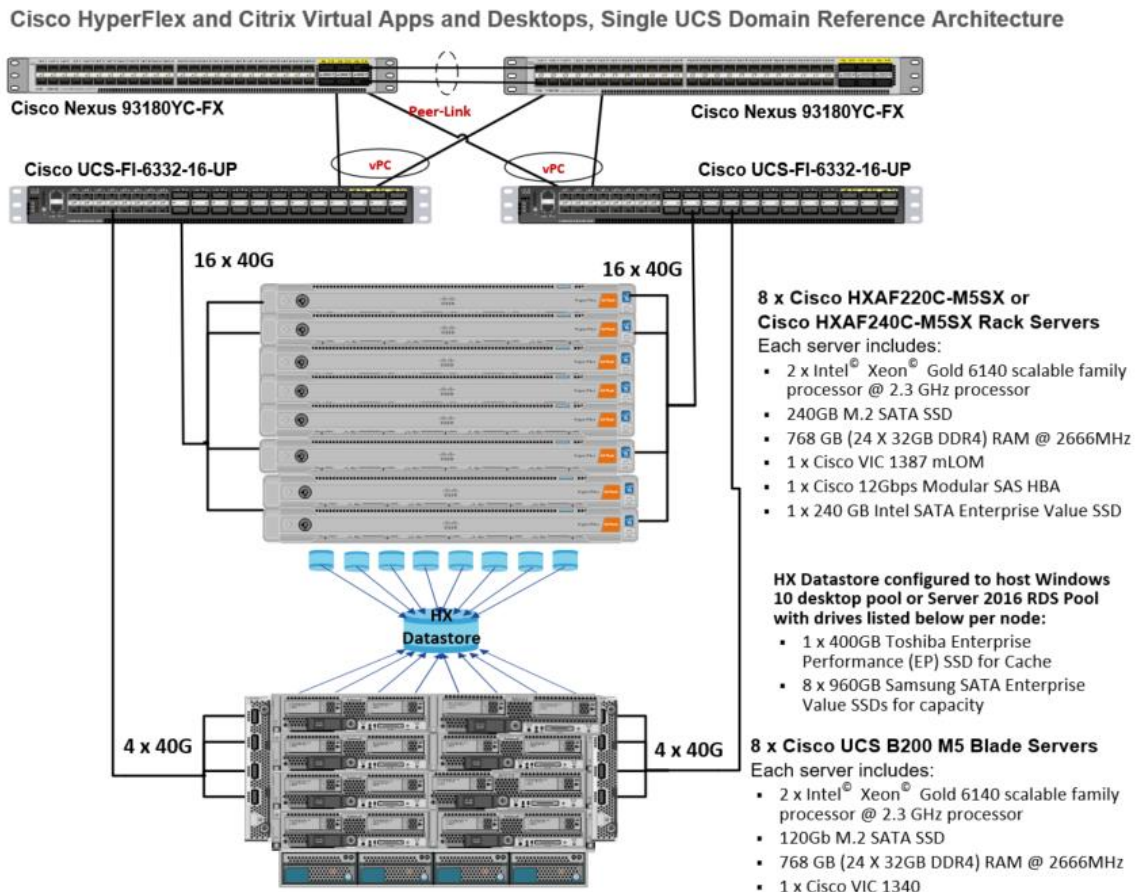 Cisco HyperFlex and Citrix Virtual Apps and Desktops, Single UCS Domain Reference Architecture
Cisco Nexus 93180YC-FX
Peer-Link
Cisco Nexus 93180YC-FX
Cisco UCS-FI-6332-16-UP
vPC
vPC
Cisco UCS-FI-6332-16-UP
16 x 40G
16 x 40G
8 x Cisco HXAF220C-M5SX or
Cisco HXAF240C-M5SX Rack Servers
Each server includes:
▪ 2 x Intel© Xeon© Gold 6140 scalable family
processor @ 2.3 GHz processor
▪ 240GB M.2 SATA SSD
▪ 768 GB (24 X 32GB DDR4) RAM @ 2666MHz
▪ 1 x Cisco VIC 1387 mLOM
▪ 1 x Cisco 12Gbps Modular SAS HBA
▪ 1 x 240 GB Intel SATA Enterprise Value SSD
HX Datastore configured to host Windows
10 desktop pool or Server 2016 RDS Pool
with drives listed below per node:
▪ 1 x 400GB Toshiba Enterprise
Performance (EP) SSD for Cache
▪ 8 x 960GB Samsung SATA Enterprise
Value SSDs for capacity
HX
Datastore
4 x 40G
4 x 40G
8 x Cisco UCS B200 M5 Blade Servers
Each server includes:
▪ 2 x Intel© Xeon© Gold 6140 scalable family
processor @ 2.3 GHz processor
▪ 120Gb M.2 SATA SSD
▪ 768 GB (24 X 32GB DDR4) RAM @ 2666MHz
▪ 1 x Cisco VIC 1340